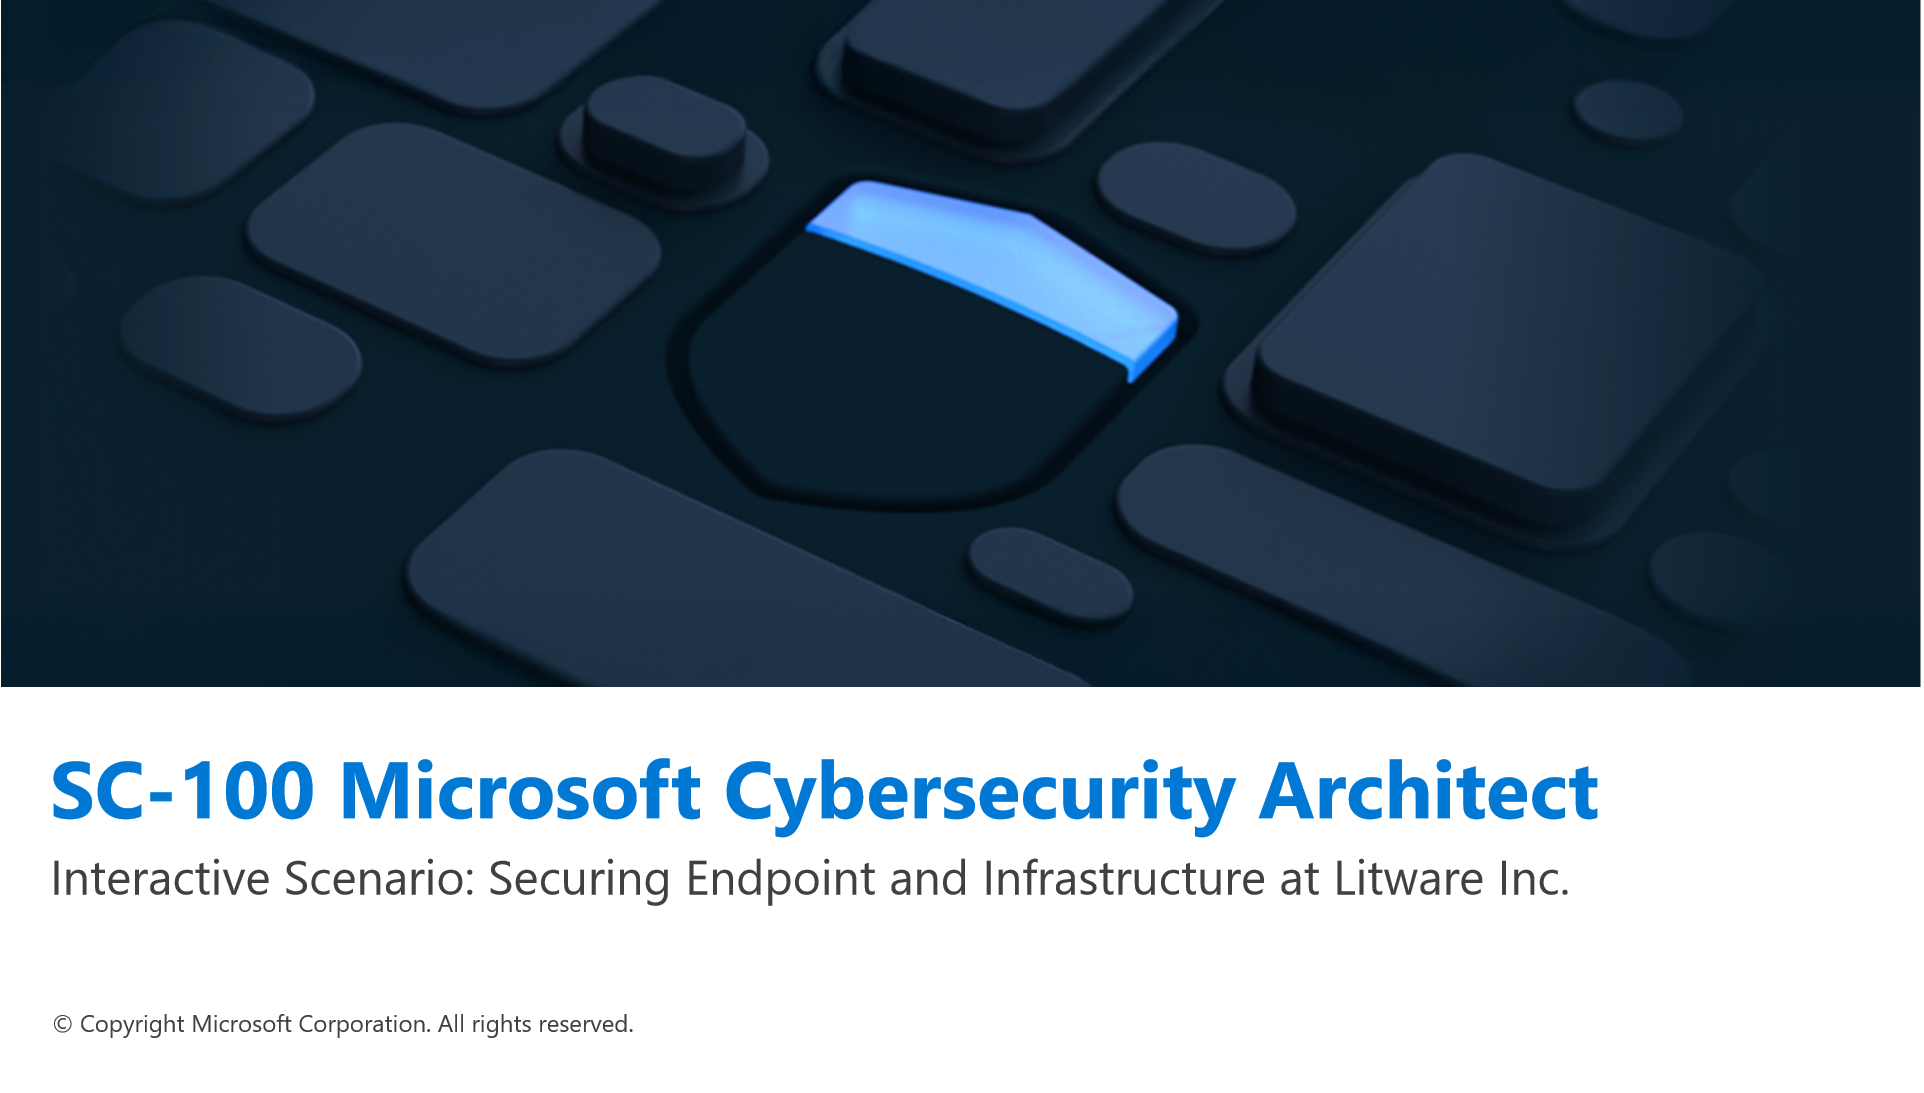 SC-100 Microsoft Cybersecurity Architect
Interactive Scenario: Securing Endpoint and Infrastructure at Litware Inc.
© Copyright Microsoft Corporation. All rights reserved.